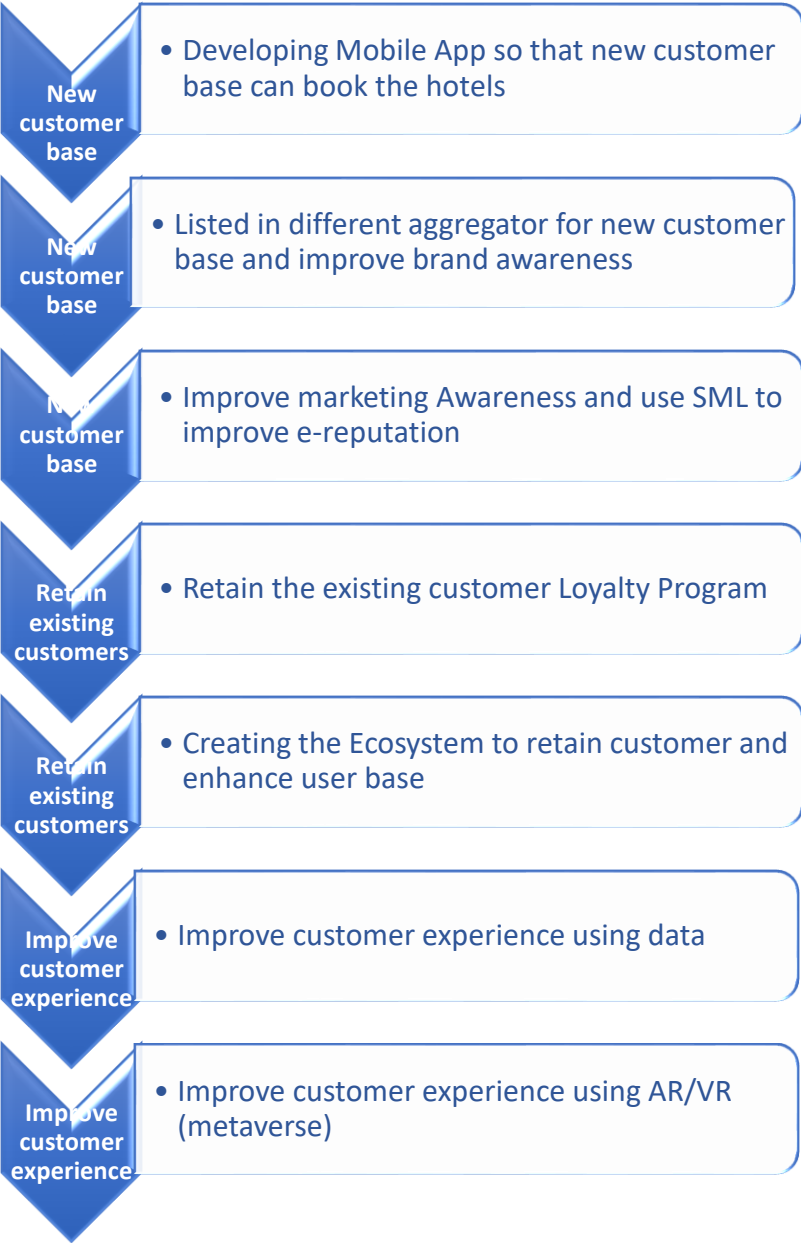 New
customer
base
• Developing Mobile App so that new customer
base can book the hotels
New
customer
base
• Listed in different aggregator for new customer
base and improve brand awareness
New
customer
base
• Improve marketing Awareness and use SML to
improve e-reputation
Retain
existing
customers
• Retain the existing customer Loyalty Program
Retain
existing
customers
• Creating the Ecosystem to retain customer and
enhance user base
Improve
customer
experience
• Improve customer experience using data
Improve
customer
experience
• Improve customer experience using AR/VR
(metaverse)